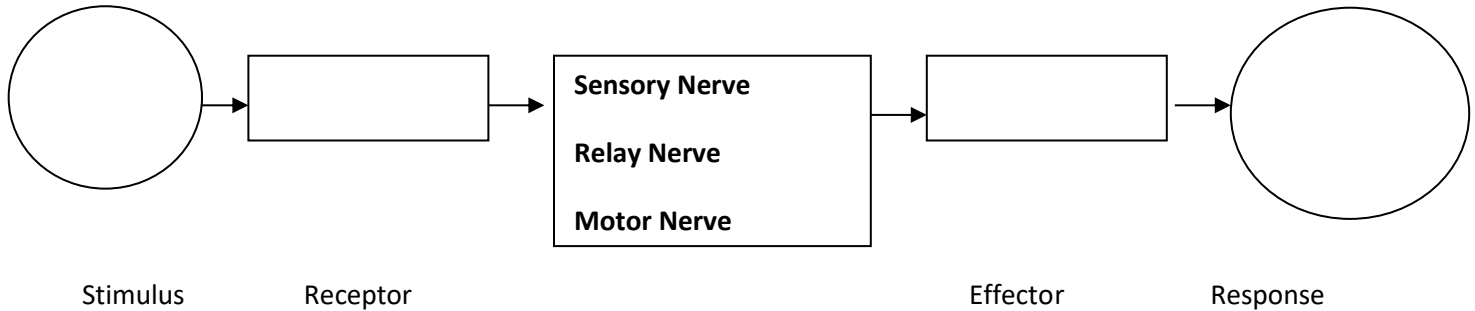 Sensory Nerve
Relay Nerve
Motor Nerve
Stimulus Receptor Effector Response